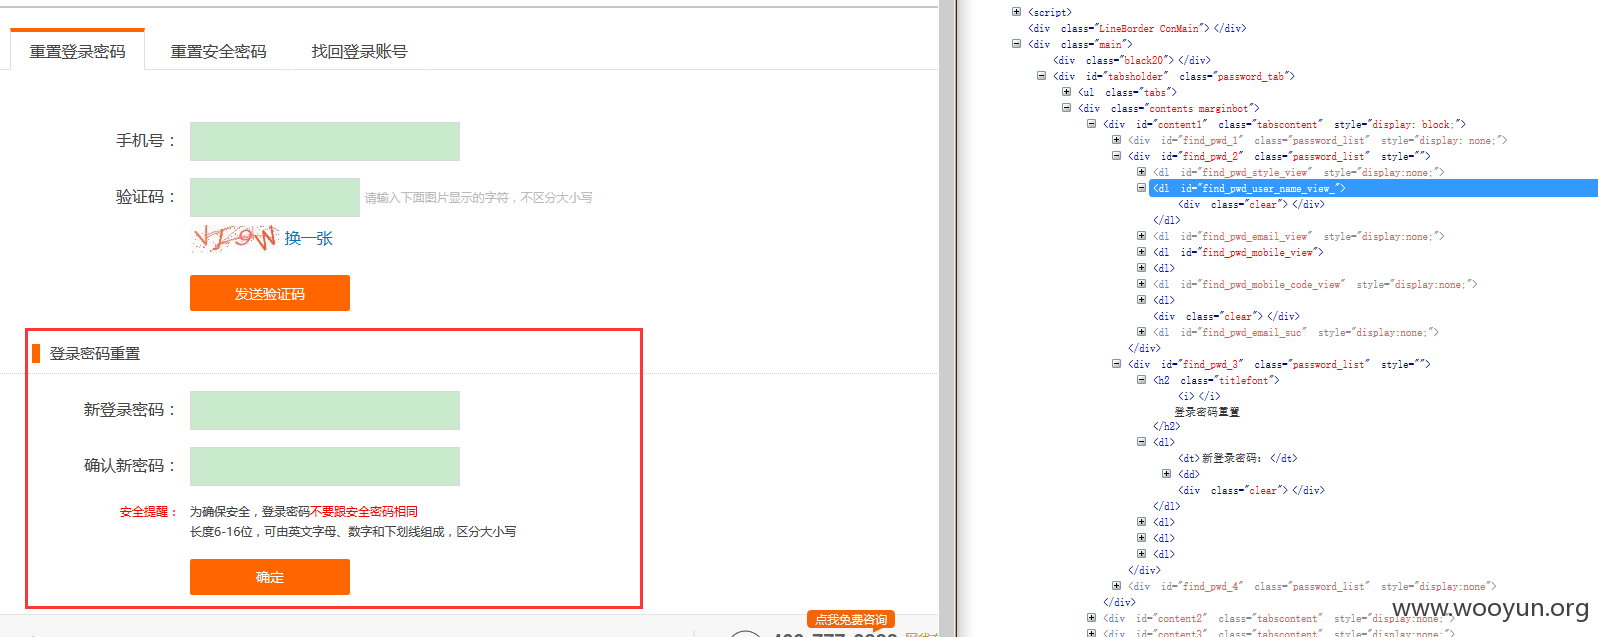 重置登录密码 重置安全密码 找回登录账号
手机号：
验证码： 请输入下面图片显示的字符，不区分大小写
换一张
发送验证码
登录密码重置
新登录密码：
确认新密码：
安全提醒： 为确保安全，登录密码不要跟安全密码相同
长度6-16位，可由英文字母、数字和下划线组成，区分大小写
确定
点我免费咨询
<script>
<div class="LineBorder ConMain"></div>
<div class="main">
<div class="black20"></div>
<div id="tabsholder" class="password_tab">
<ul class="tabs">
<div class="contents marginbot">
<div id="content1" class="tabscontent" style="display: block;">
<div id="find_pwd_1" class="password_list" style="display: none;">
<div id="find_pwd_2" class="password_list" style="">
<dl id="find_pwd_style_view" style="display:none;">
<dl id="find_pwd_user_name_view_">
<div class="clear"></div>
</dl>
<dl id="find_pwd_email_view" style="display:none;">
<dl id="find_pwd_mobile_view">
<dl>
<dl id="find_pwd_mobile_code_view" style="display:none;">
<dl>
<div class="clear"></div>
<dl id="find_pwd_email_suc" style="display:none;">
</div>
<div id="find_pwd_3" class="password_list" style="">
<h2 class="titlefont">
<i></i>
登录密码重置
</h2>
<dl>
<dt>新登录密码：</dt>
<dd>
<div class="clear"></div>
</dl>
<dl>
<dl>
<dl>
</div>
<div id="find_pwd_4" class="password_list" style="display:none">
</div>
<div id="content2" class="tabscontent" style="display:none;">
<div id="content3" class="tabscontent" style="display:none;">
www.wooyun.org